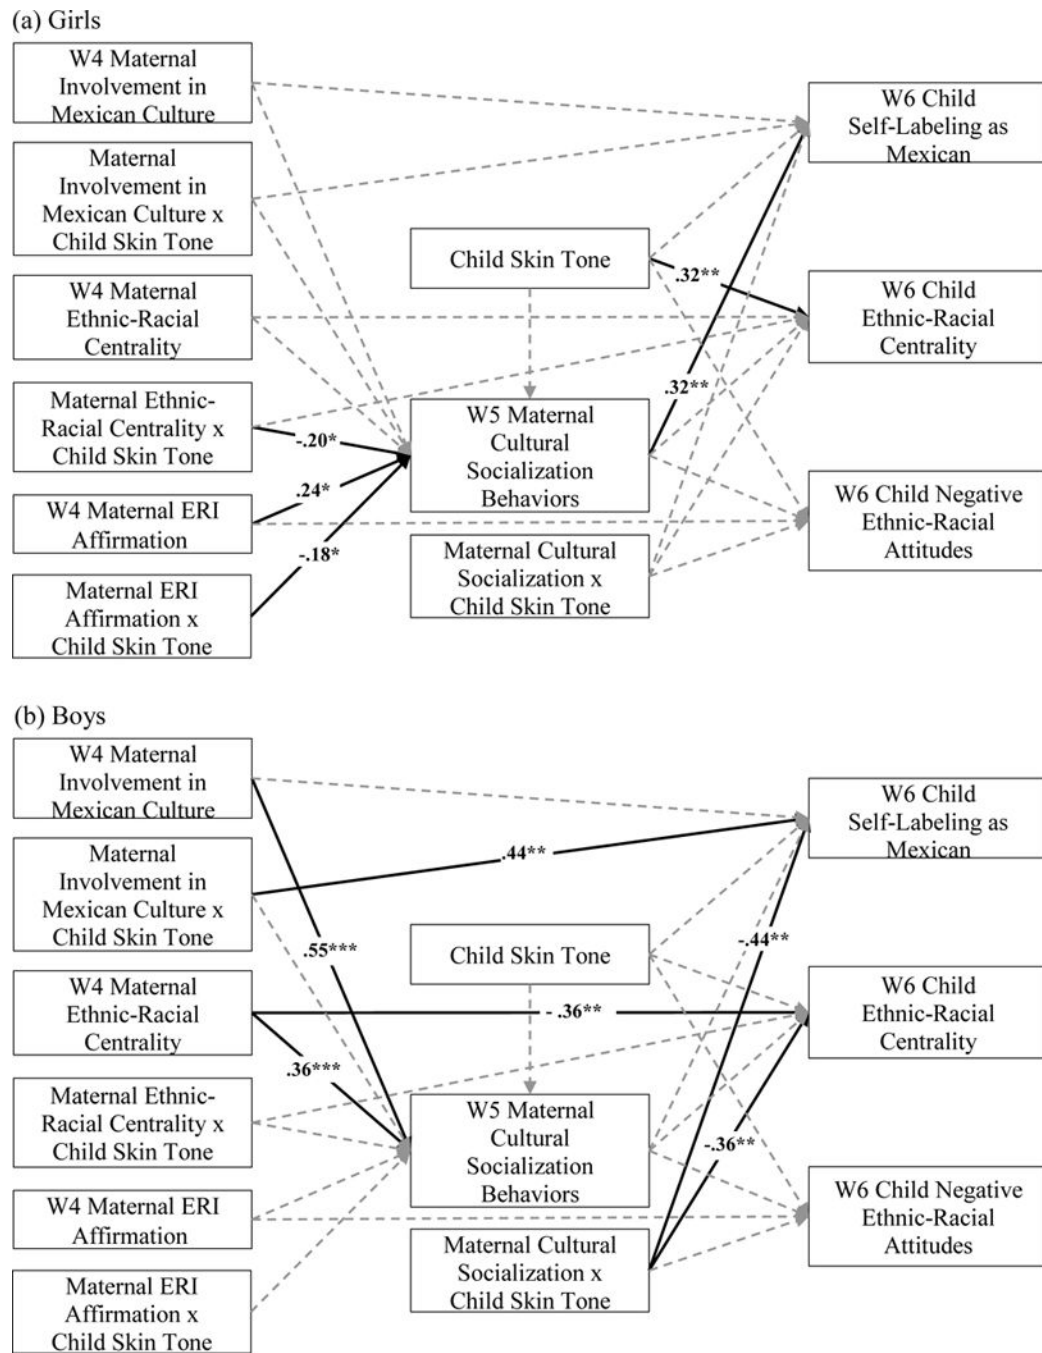 (a) Girls
W4 Maternal
Involvement in
Mexican Culture
Maternal
Involvement in
Mexican Culture x
Child Skin Tone
W4 Maternal
Ethnic-Racial
Centrality
Maternal Ethnic-
Racial Centrality x
Child Skin Tone
W4 Maternal ERI
Affirmation
Maternal ERI
Affirmation x
Child Skin Tone
-.20*
.24*
-.18*
Child Skin Tone
W5 Maternal
Cultural
Socialization
Behaviors
Maternal Cultural
Socialization x
Child Skin Tone
.32**
.32**
W6 Child
Self-Labeling as
Mexican
W6 Child
Ethnic-Racial
Centrality
W6 Child Negative
Ethnic-Racial
Attitudes
(b) Boys
W4 Maternal
Involvement in
Mexican Culture
Maternal
Involvement in
Mexican Culture x
Child Skin Tone
W4 Maternal
Ethnic-Racial
Centrality
Maternal Ethnic-
Racial Centrality x
Child Skin Tone
W4 Maternal ERI
Affirmation
Maternal ERI
Affirmation x
Child Skin Tone
.44**
.55***
- .36**
.36***
Child Skin Tone
W5 Maternal
Cultural
Socialization
Behaviors
Maternal Cultural
Socialization x
Child Skin Tone
-.44**
-.36**
W6 Child
Self-Labeling as
Mexican
W6 Child
Ethnic-Racial
Centrality
W6 Child Negative
Ethnic-Racial
Attitudes